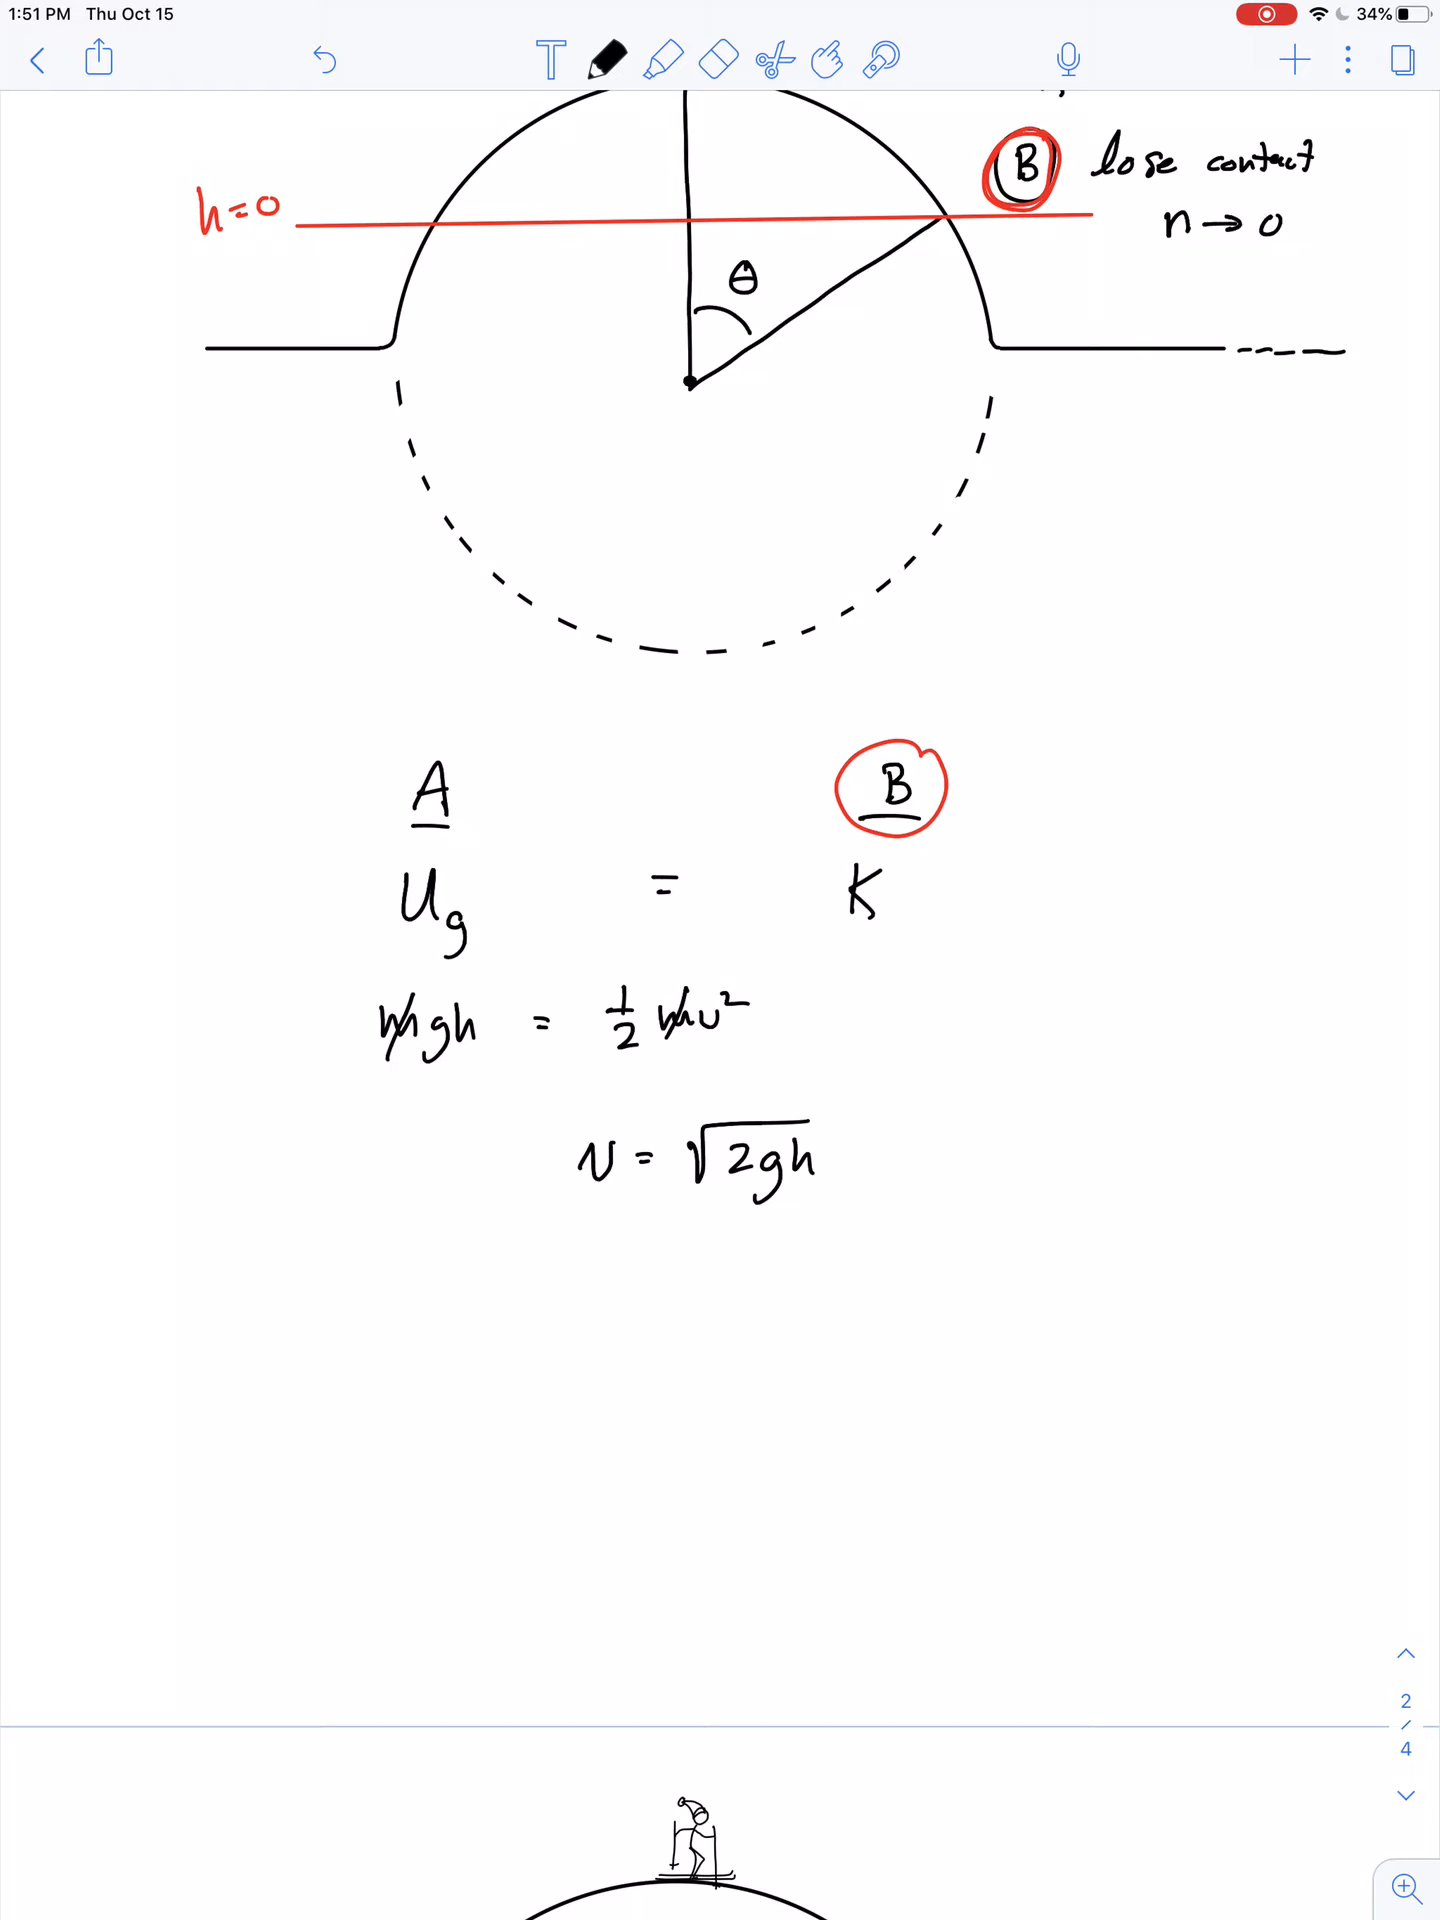 1:51 PM Thu Oct 15 34%
T
B lose contact
h=0
n → 0
θ
A B
Ug = K
mgh = 1/2 mv²
v = √2gh
2
/
4